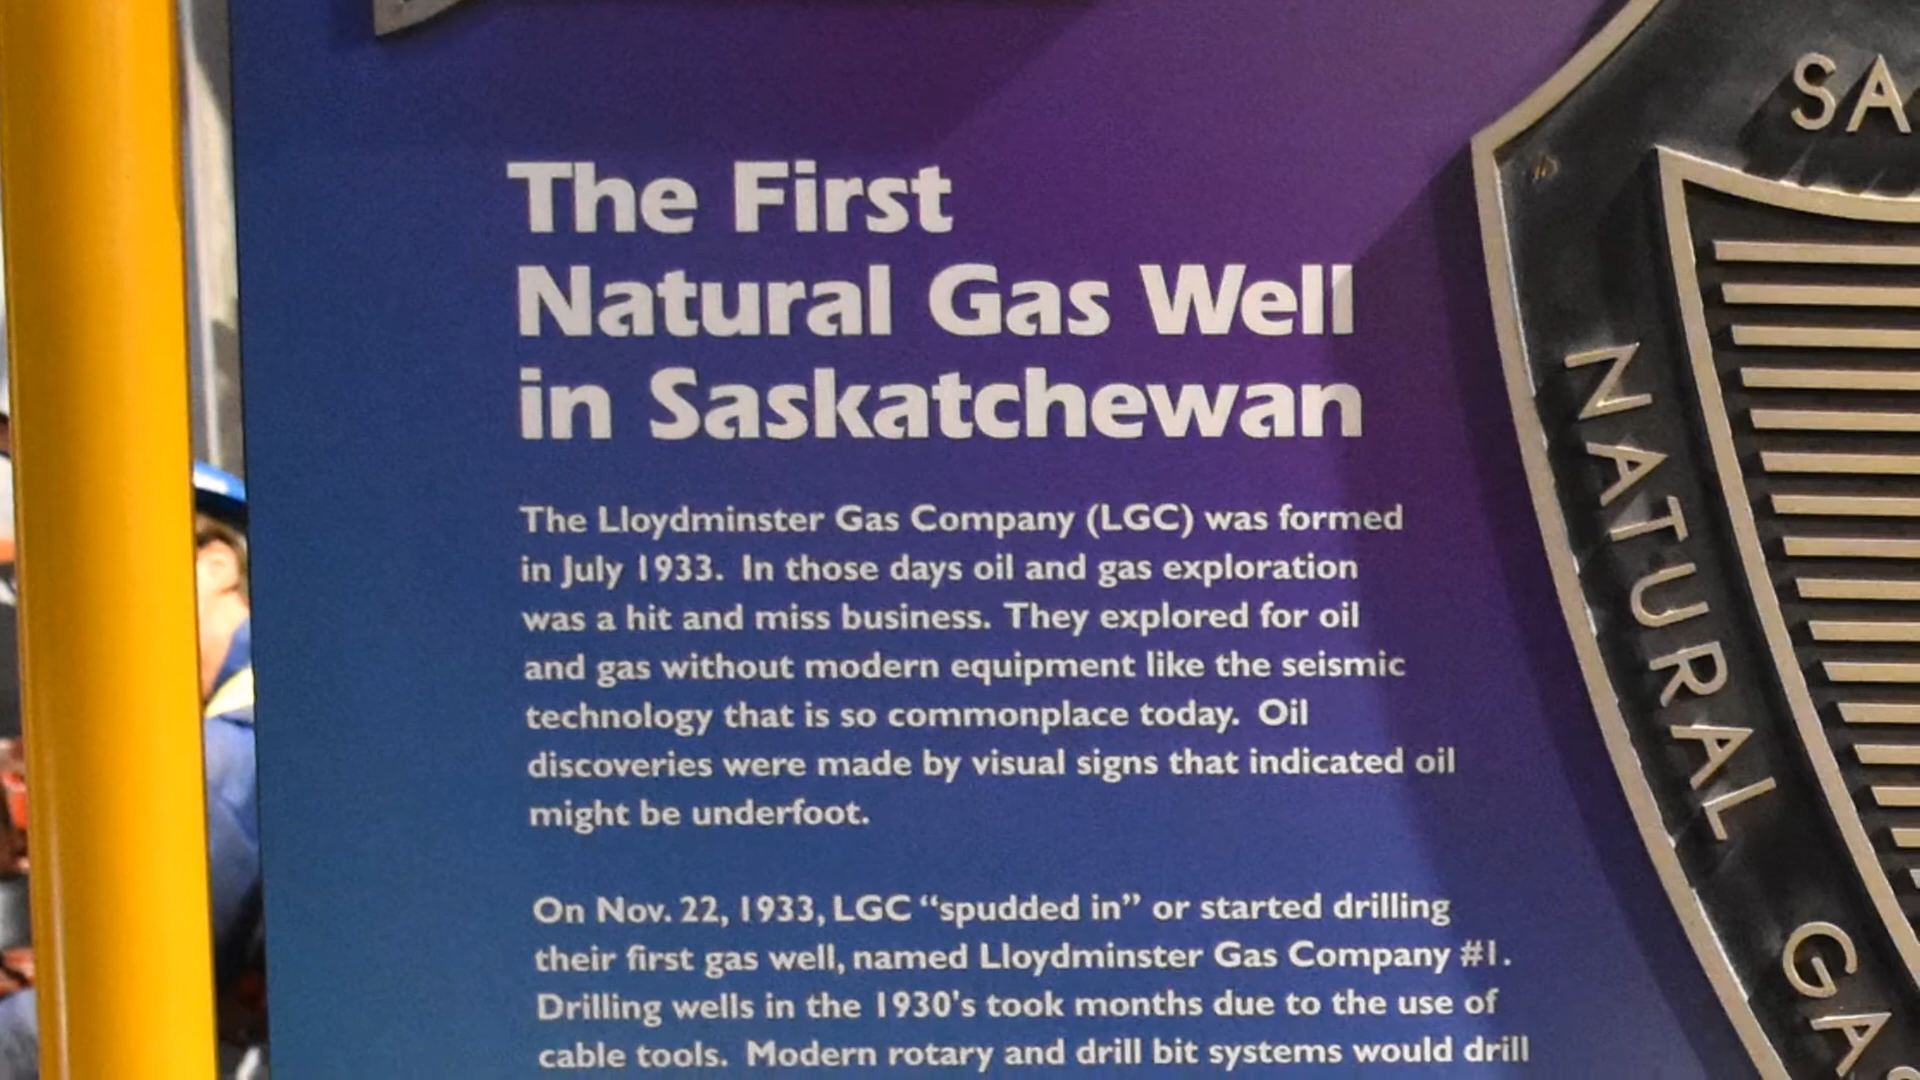 The First
Natural Gas Well
in Saskatchewan
The Lloydminster Gas Company (LGC) was formed
in July 1933. In those days oil and gas exploration
was a hit and miss business. They explored for oil
and gas without modern equipment like the seismic
technology that is so commonplace today. Oil
discoveries were made by visual signs that indicated oil
might be underfoot.
On Nov. 22, 1933, LGC “spudded in” or started drilling
their first gas well, named Lloydminster Gas Company #1.
Drilling wells in the 1930's took months due to the use of
cable tools. Modern rotary and drill bit systems would drill
SA
NATURAL GAS